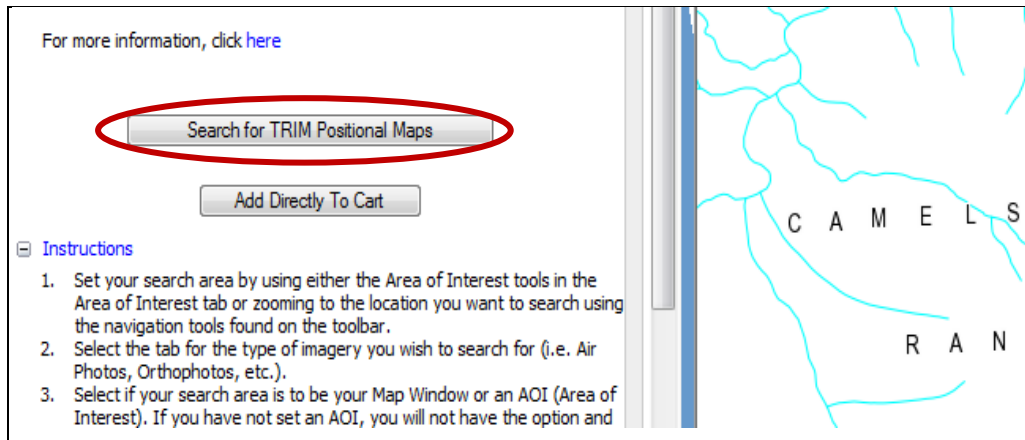 For more information, click here
Search for TRIM Positional Maps
Add Directly To Cart
Instructions
1. Set your search area by using either the Area of Interest tools in the
Area of Interest tab or zooming to the location you want to search using
the navigation tools found on the toolbar.
2. Select the tab for the type of imagery you wish to search for (i.e. Air
Photos, Orthophotos, etc.).
3. Select if your search area is to be your Map Window or an AOI (Area of
Interest). If you have not set an AOI, you will not have the option and
C A M E L S
R A N